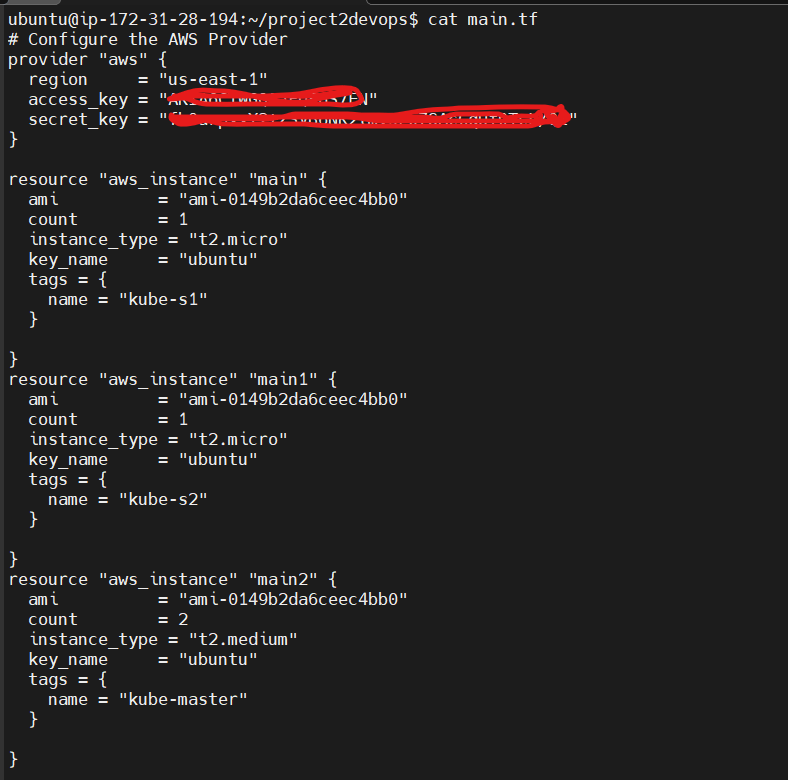 ubuntu@ip-172-31-28-194:~/project2devops$ cat main.tf
# Configure the AWS Provider
provider "aws" {
  region     = "us-east-1"
  access_key = "
  secret_key = "
}

resource "aws_instance" "main" {
  ami          = "ami-0149b2da6ceec4bb0"
  count        = 1
  instance_type = "t2.micro"
  key_name     = "ubuntu"
  tags = {
    name = "kube-s1"
  }

}
resource "aws_instance" "main1" {
  ami          = "ami-0149b2da6ceec4bb0"
  count        = 1
  instance_type = "t2.micro"
  key_name     = "ubuntu"
  tags = {
    name = "kube-s2"
  }

}
resource "aws_instance" "main2" {
  ami          = "ami-0149b2da6ceec4bb0"
  count        = 2
  instance_type = "t2.medium"
  key_name     = "ubuntu"
  tags = {
    name = "kube-master"
  }

}